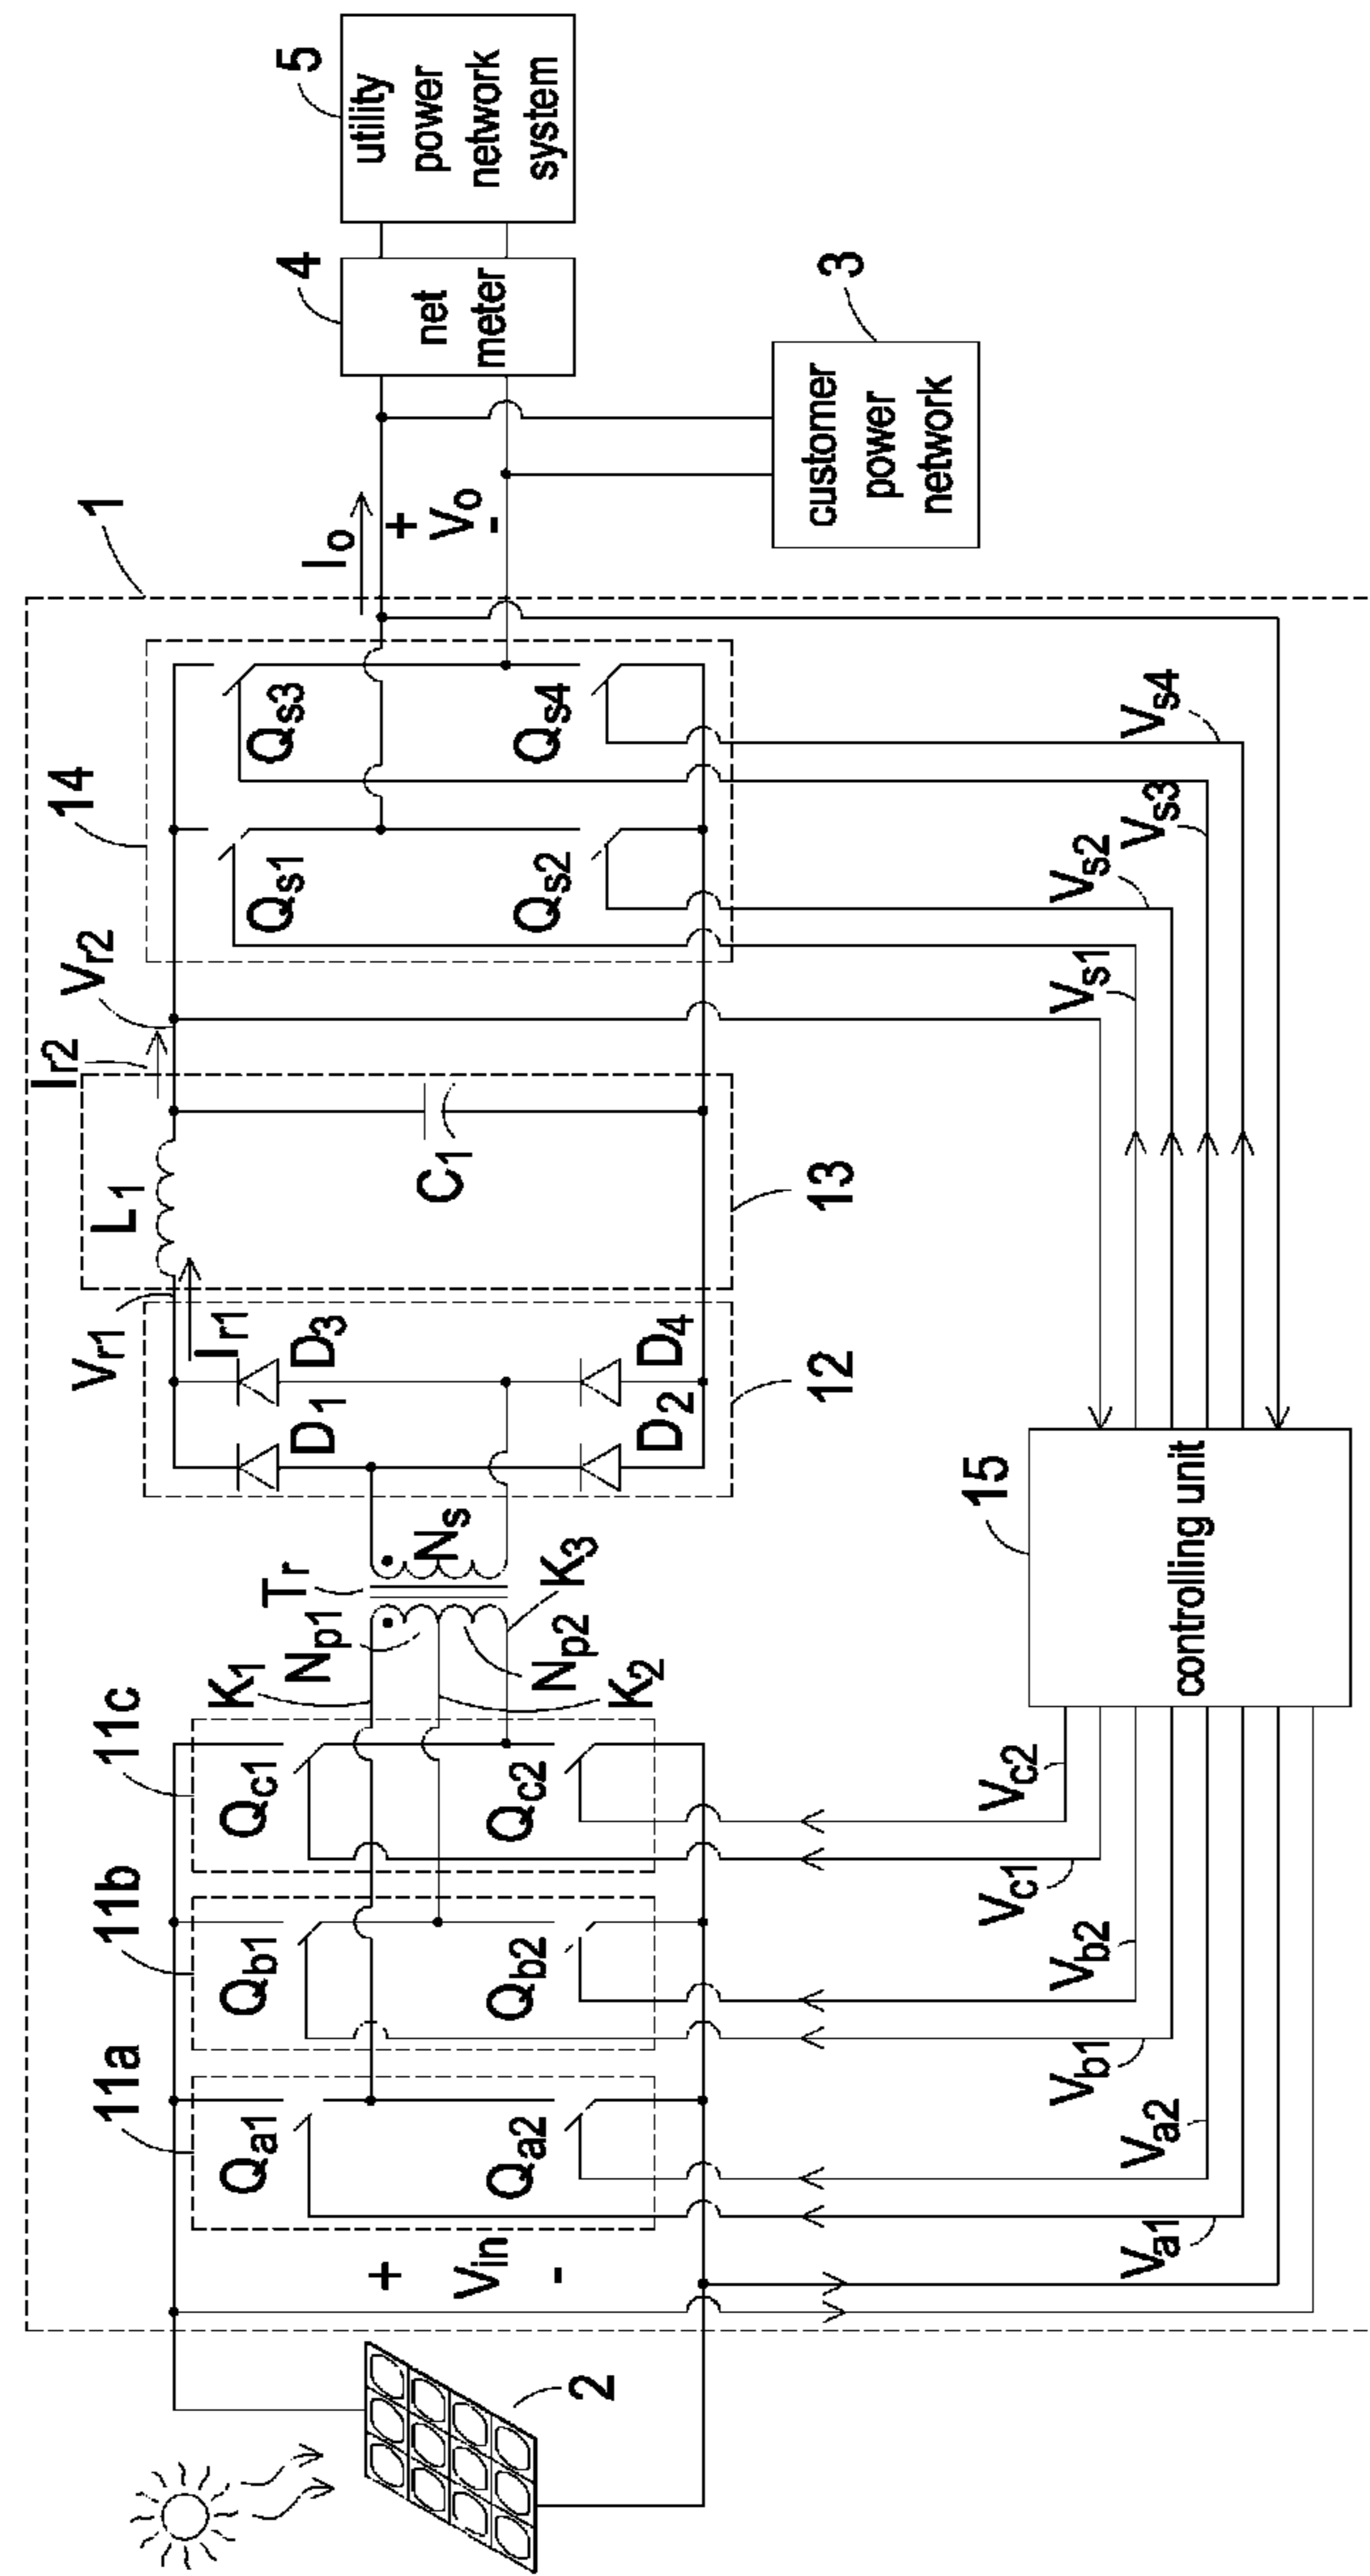 1
14
Vr2
Ir2
L1
Vr1
Ir1
11c
11b
11a
5
utility
power
network
system
4
net
meter
Io
+
Vo
-
3
customer
power
network
Qs3
Qs1
Qs4
Qs2
C1
13
D3
D1
D4
D2
12
Tr
Ns
Np1
Np2
K1
K2
K3
Qc1
Qb1
Qa1
Qc2
Qb2
Qa2
+
Vin
-
2
Vs4
Vs3
Vs2
Vs1
15
controlling unit
Vc2
Vc1
Vb2
Vb1
Va2
Va1